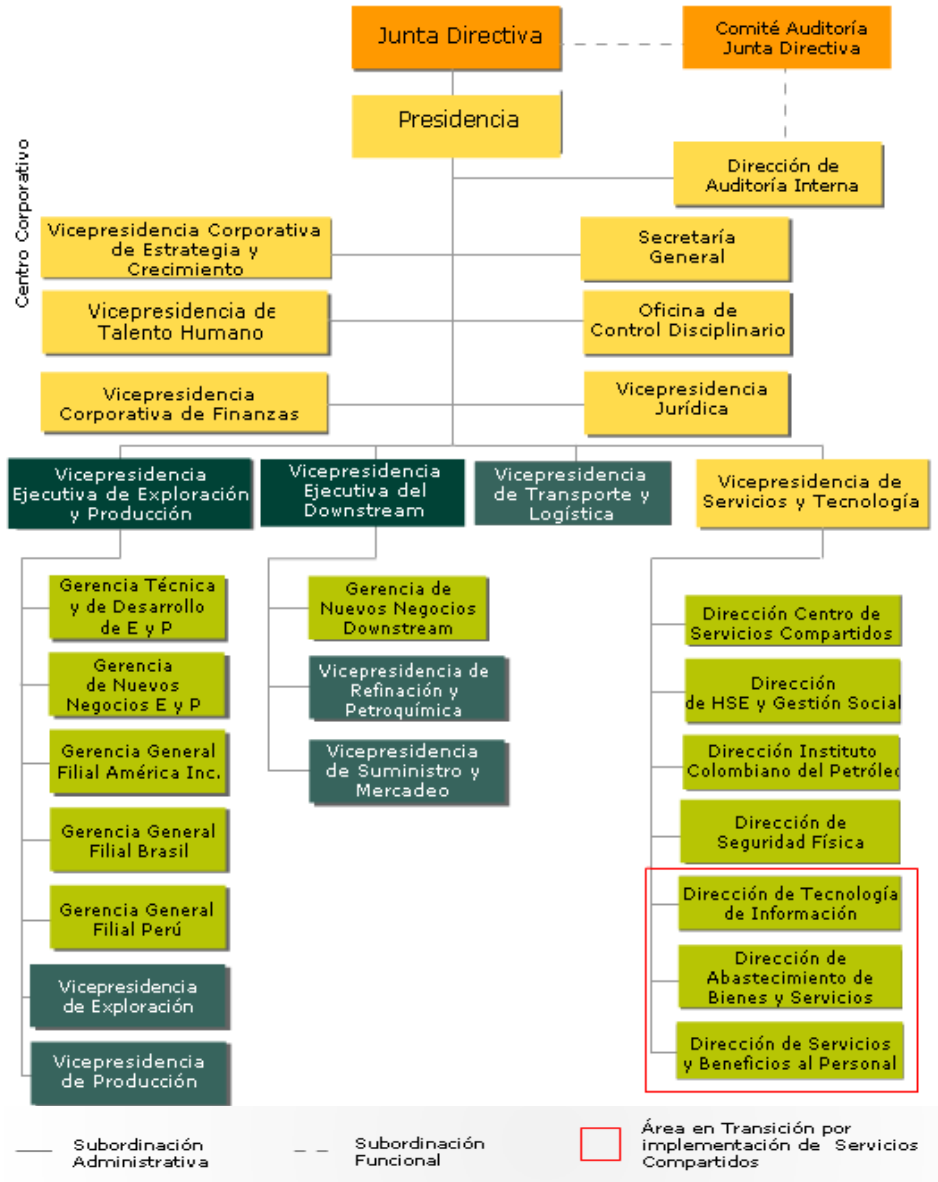 Junta Directiva
Comité Auditoría
Junta Directiva
Presidencia
Dirección de
Auditoría Interna
Centro Corporativo
Vicepresidencia Corporativa
de Estrategia y
Crecimiento
Secretaría
General
Vicepresidencia de
Talento Humano
Oficina de
Control Disciplinario
Vicepresidencia
Corporativa de Finanzas
Vicepresidencia
Jurídica
Vicepresidencia
Ejecutiva de Exploración
y Producción
Vicepresidencia
Ejecutiva del
Downstream
Vicepresidencia
de Transporte y
Logística
Vicepresidencia de
Servicios y Tecnología
Gerencia Técnica
y de Desarrollo
de E y P
Gerencia
de Nuevos
Negocios E y P
Gerencia General
Filial América Inc.
Gerencia General
Filial Brasil
Gerencia General
Filial Perú
Vicepresidencia
de Exploración
Vicepresidencia
de Producción
Gerencia de
Nuevos Negocios
Downstream
Vicepresidencia de
Refinación y
Petroquímica
Vicepresidencia
de Suministro y
Mercadeo
Dirección Centro de
Servicios Compartidos
Dirección
de HSE y Gestión Social
Dirección Instituto
Colombiano del Petróleo
Dirección de
Seguridad Física
Dirección de Tecnología
de Información
Dirección de
Abastecimiento de
Bienes y Servicios
Dirección de Servicios
y Beneficios al Personal
Subordinación
Administrativa
Subordinación
Funcional
Área en Transición por
implementación de Servicios
Compartidos